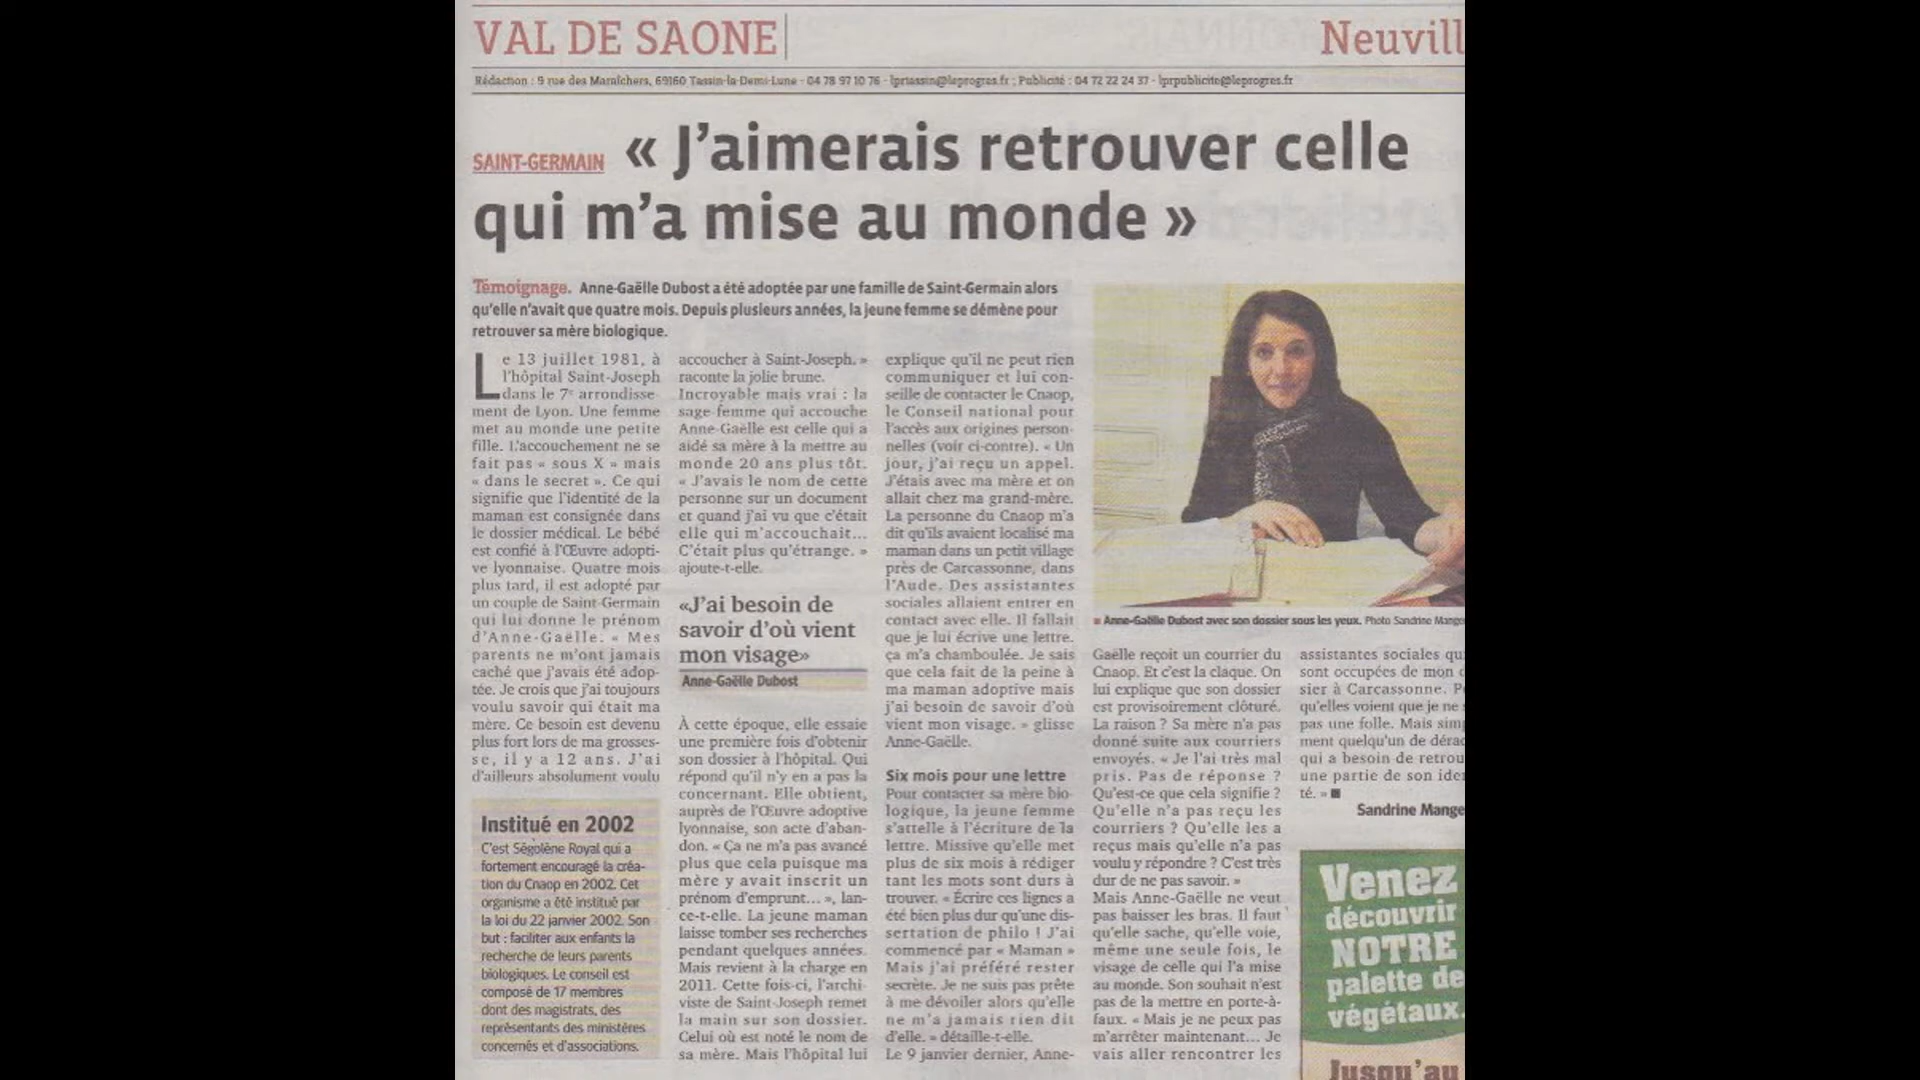 VAL DE SAONE
Neuvill
Rédaction : 9 rue des Maraîchers, 69160 Tassin-la-Demi-Lune - 04 78 97 10 76 - lprtassin@leprogres.fr ; Publicité : 04 72 22 24 37 - lprpublicite@leprogres.fr
SAINT-GERMAIN « J’aimerais retrouver celle
qui m’a mise au monde »
Témoignage. Anne-Gaëlle Dubost a été adoptée par une famille de Saint-Germain alors
qu’elle n’avait que quatre mois. Depuis plusieurs années, la jeune femme se démène pour
retrouver sa mère biologique.
Le 13 juillet 1981, à
l’hôpital Saint-Joseph
dans le 7e arrondisse-
ment de Lyon. Une femme
met au monde une petite
fille. L’accouchement ne se
fait pas « sous X » mais
« dans le secret ». Ce qui
signifie que l’identité de la
maman est consignée dans
le dossier médical. Le bébé
est confié à l’Œuvre adopti-
ve lyonnaise. Quatre mois
plus tard, il est adopté par
un couple de Saint-Germain
qui lui donne le prénom
d’Anne-Gaëlle. « Mes
parents ne m’ont jamais
caché que j’avais été adop-
tée. Je crois que j’ai toujours
voulu savoir qui était ma
mère. Ce besoin est devenu
plus fort lors de ma grosses-
se, il y a 12 ans. J’ai
d’ailleurs absolument voulu
Institué en 2002
C’est Ségolène Royal qui a
fortement encouragé la créa-
tion du Cnaop en 2002. Cet
organisme a été institué par
la loi du 22 janvier 2002. Son
but : faciliter aux enfants la
recherche de leurs parents
biologiques. Le conseil est
composé de 17 membres
dont des magistrats, des
représentants des ministères
concernés et d’associations.
accoucher à Saint-Joseph. »
raconte la jolie brune.
Incroyable mais vrai : la
sage-femme qui accouche
Anne-Gaëlle est celle qui a
aidé sa mère à la mettre au
monde 20 ans plus tôt.
« J’avais le nom de cette
personne sur un document
et quand j’ai vu que c’était
elle qui m’accouchait...
C’était plus qu’étrange. »
ajoute-t-elle.
«J’ai besoin de
savoir d’où vient
mon visage»
Anne-Gaëlle Dubost
À cette époque, elle essaie
une première fois d’obtenir
son dossier à l’hôpital. Qui
répond qu’il n’y en a pas la
concernant. Elle obtient,
auprès de l’Œuvre adoptive
lyonnaise, son acte d’aban-
don. « Ça ne m’a pas avancé
plus que cela puisque ma
mère y avait inscrit un
prénom d’emprunt... », lan-
ce-t-elle. La jeune maman
laisse tomber ses recherches
pendant quelques années.
Mais revient à la charge en
2011. Cette fois-ci, l’archi-
viste de Saint-Joseph remet
la main sur son dossier.
Celui où est noté le nom de
sa mère. Mais l’hôpital lui
explique qu’il ne peut rien
communiquer et lui con-
seille de contacter le Cnaop,
le Conseil national pour
l’accès aux origines person-
nelles (voir ci-contre). « Un
jour, j’ai reçu un appel.
J’étais avec ma mère et on
allait chez ma grand-mère.
La personne du Cnaop m’a
dit qu’ils avaient localisé ma
maman dans un petit village
près de Carcassonne, dans
l’Aude. Des assistantes
sociales allaient entrer en
contact avec elle. Il fallait
que je lui écrive une lettre.
ça m’a chamboulée. Je sais
que cela fait de la peine à
ma maman adoptive mais
j’ai besoin de savoir d’où
vient mon visage. » glisse
Anne-Gaëlle.
Six mois pour une lettre
Pour contacter sa mère bio-
logique, la jeune femme
s’attelle à l’écriture de la
lettre. Missive qu’elle met
plus de six mois à rédiger
tant les mots sont durs à
trouver. « Écrire ces lignes a
été bien plus dur qu’une dis-
sertation de philo ! J’ai
commencé par « Maman »
Mais j’ai préféré rester
secrète. Je ne suis pas prête
à me dévoiler alors qu’elle
ne m’a jamais rien dit
d’elle. » détaille-t-elle.
Le 9 janvier dernier, Anne-
Anne-Gaëlle Dubost avec son dossier sous les yeux. Photo Sandrine Mange
Gaëlle reçoit un courrier du
Cnaop. Et c’est la claque. On
lui explique que son dossier
est provisoirement clôturé.
La raison ? Sa mère n’a pas
donné suite aux courriers
envoyés. « Je l’ai très mal
pris. Pas de réponse ?
Qu’est-ce que cela signifie ?
Qu’elle n’a pas reçu les
courriers ? Qu’elle les a
reçus mais qu’elle n’a pas
voulu y répondre ? C’est très
dur de ne pas savoir. »
Mais Anne-Gaëlle ne veut
pas baisser les bras. Il faut
qu’elle sache, qu’elle voie,
même une seule fois, le
visage de celle qui l’a mise
au monde. Son souhait n’est
pas de la mettre en porte-à-
faux. « Mais je ne peux pas
m’arrêter maintenant... Je
vais aller rencontrer les
assistantes sociales qu
sont occupées de mon
sier à Carcassonne. P
qu’elles voient que je ne
pas une folle. Mais sim
ment quelqu’un de dérac
qui a besoin de retrou
une partie de son ide
té. »
Sandrine Mange
Venez
découvrir
NOTRE
palette de
végétaux.
Jusqu’au